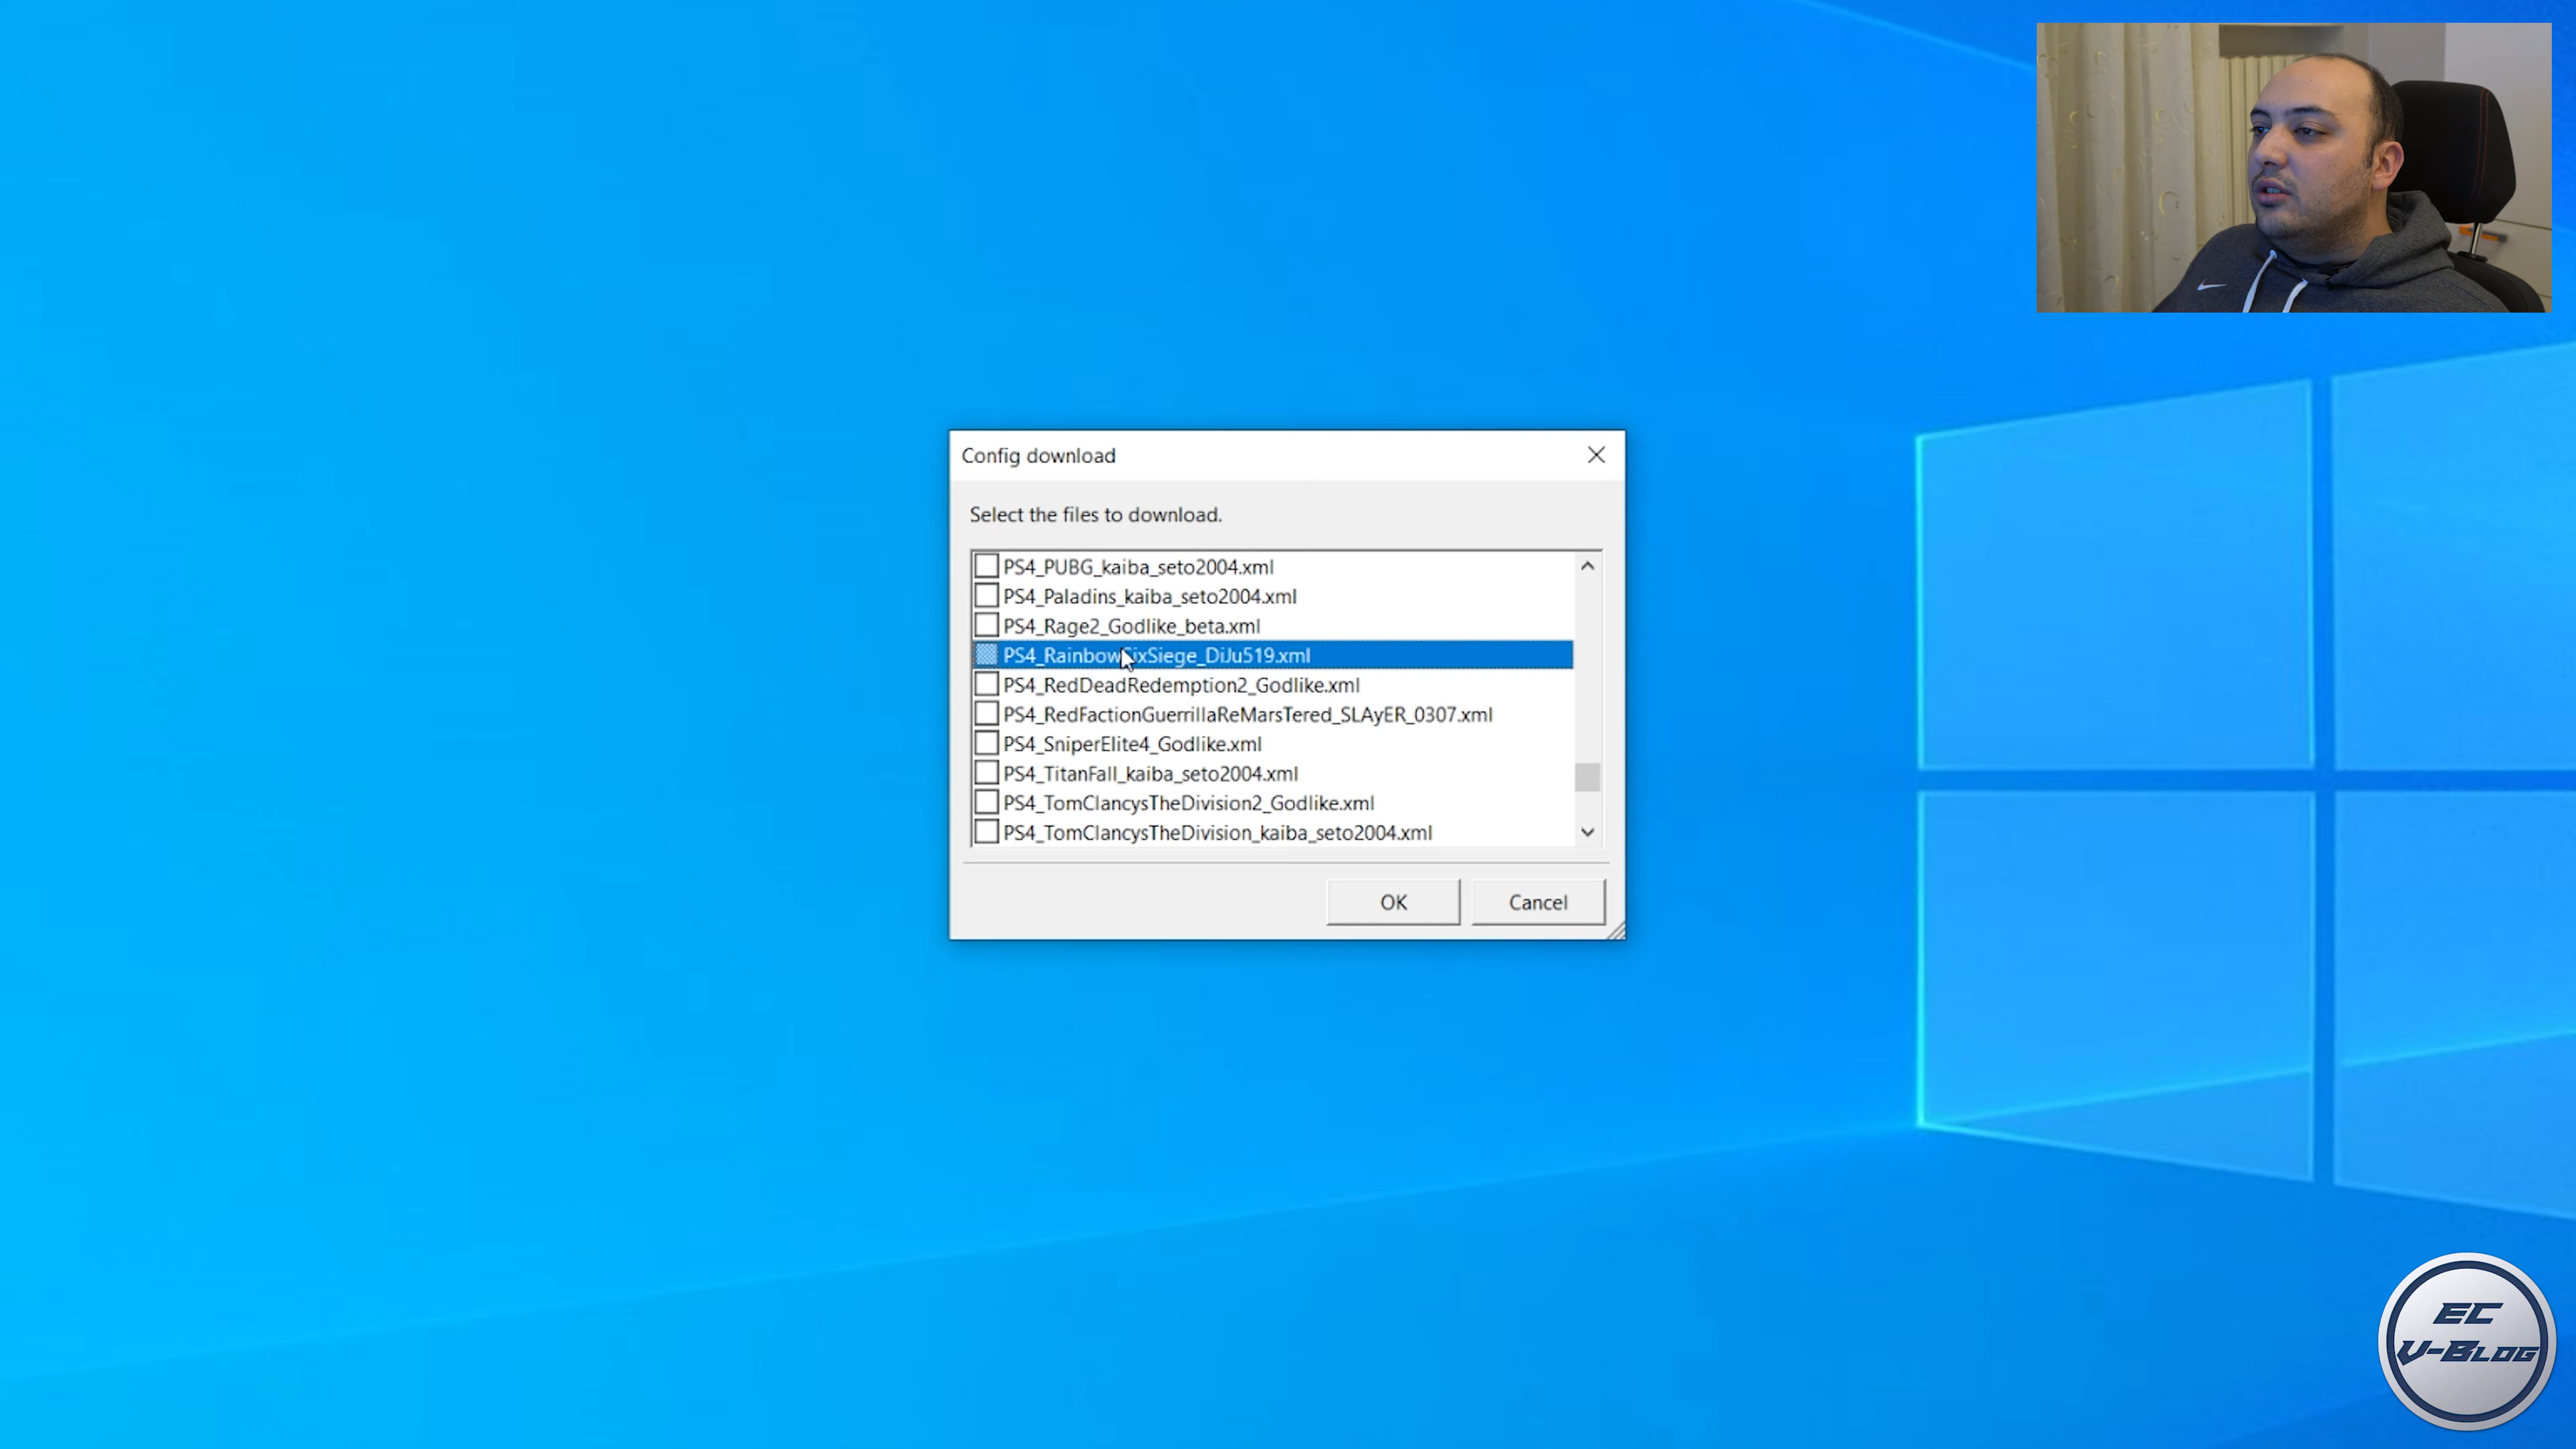 Config download
Select the files to download.
PS4_PUBG_kaiba_seto2004.xml
PS4_Paladins_kaiba_seto2004.xml
PS4_Rage2_Godlike_beta.xml
PS4_RainbowSixSiege_DiJu519.xml
PS4_RedDeadRedemption2_Godlike.xml
PS4_RedFactionGuerrillaReMarsTered_SLAyER_0307.xml
PS4_SniperElite4_Godlike.xml
PS4_TitanFall_kaiba_seto2004.xml
PS4_TomClancysTheDivision2_Godlike.xml
PS4_TomClancysTheDivision_kaiba_seto2004.xml
OK
Cancel
EC
V-BLOG